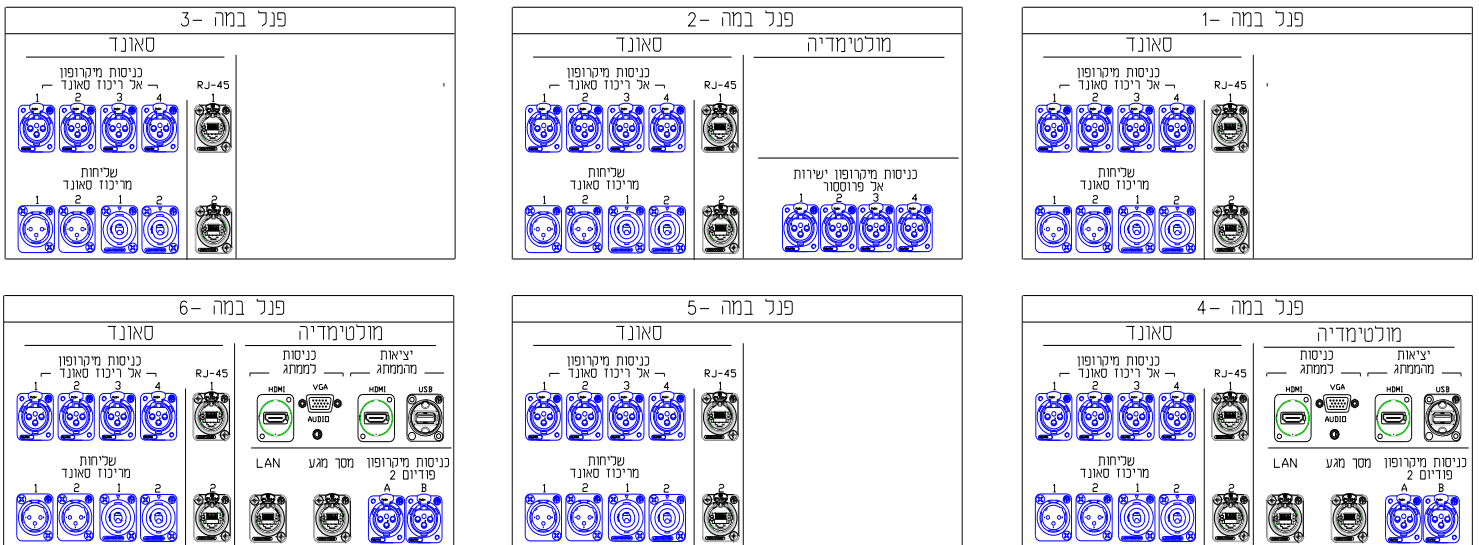 פנל במה -1
סאונד
כניסות מיקרופון
אל ריכוז סאונד
RJ-45
1 2 3 4
1
שליחות
מריכוז סאונד
1 2 1 2
2
פנל במה -2
סאונד
מולטימדיה
כניסות מיקרופון
אל ריכוז סאונד
RJ-45
1 2 3 4
1
שליחות
מריכוז סאונד
1 2 1 2
2
כניסות מיקרופון ישירות
אל פרוססור
1 2 3 4
פנל במה -3
סאונד
כניסות מיקרופון
אל ריכוז סאונד
RJ-45
1 2 3 4
1
שליחות
מריכוז סאונד
1 2 1 2
2
פנל במה -4
סאונד
מולטימדיה
כניסות מיקרופון
אל ריכוז סאונד
RJ-45
1 2 3 4
1
שליחות
מריכוז סאונד
1 2 1 2
2
יציאות
מהממתג
כניסות
לממתג
HDMI VGA HDMI USB
AUDIO
LAN
מסך מגע
כניסות מיקרופון
פודיום 2
A B
פנל במה -5
סאונד
כניסות מיקרופון
אל ריכוז סאונד
RJ-45
1 2 3 4
1
שליחות
מריכוז סאונד
1 2 1 2
2
פנל במה -6
סאונד
מולטימדיה
כניסות מיקרופון
אל ריכוז סאונד
RJ-45
1 2 3 4
1
שליחות
מריכוז סאונד
1 2 1 2
2
יציאות
מהממתג
כניסות
לממתג
HDMI VGA HDMI USB
AUDIO
LAN
מסך מגע
כניסות מיקרופון
פודיום 2
A B